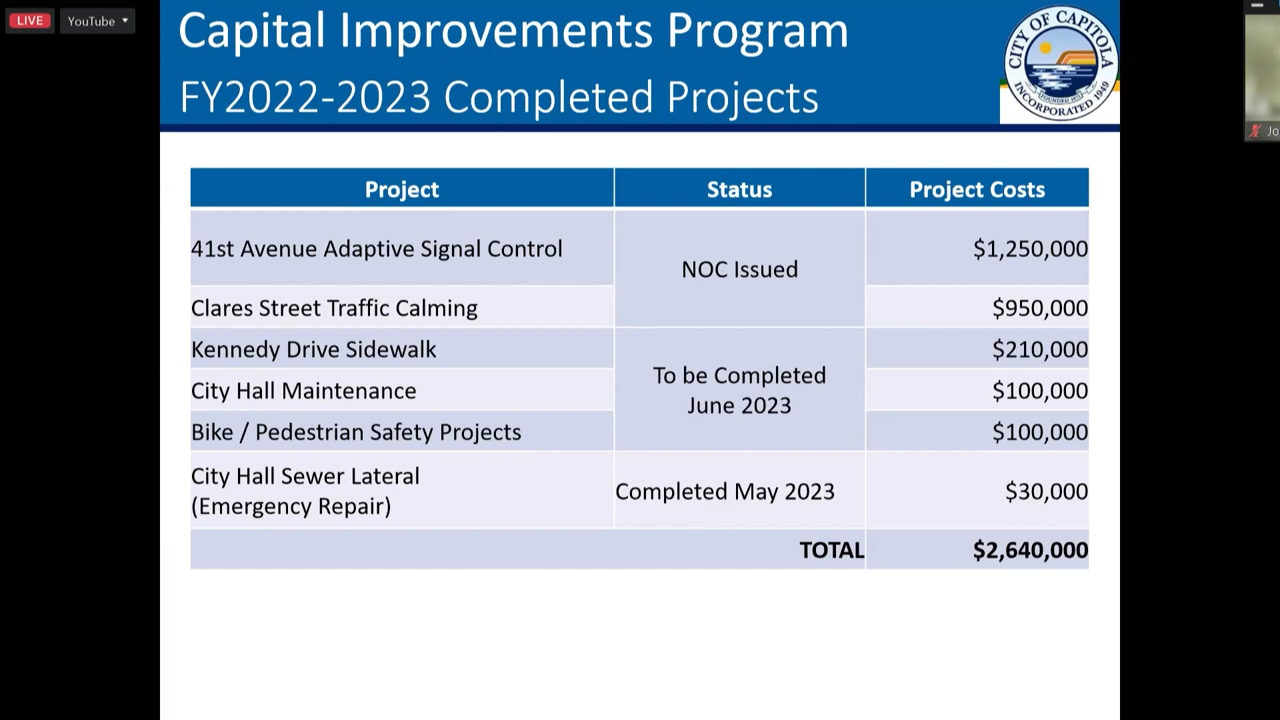 LIVE
YouTube
Capital Improvements Program
FY2022-2023 Completed Projects
CITY OF CAPITOLA
INCORPORATED 1949
Project Status Project Costs
41st Avenue Adaptive Signal Control $1,250,000
NOC Issued
Clares Street Traffic Calming $950,000
Kennedy Drive Sidewalk $210,000
To be Completed
City Hall Maintenance $100,000
June 2023
Bike / Pedestrian Safety Projects $100,000
City Hall Sewer Lateral
(Emergency Repair)
Completed May 2023 $30,000
TOTAL $2,640,000
Jo